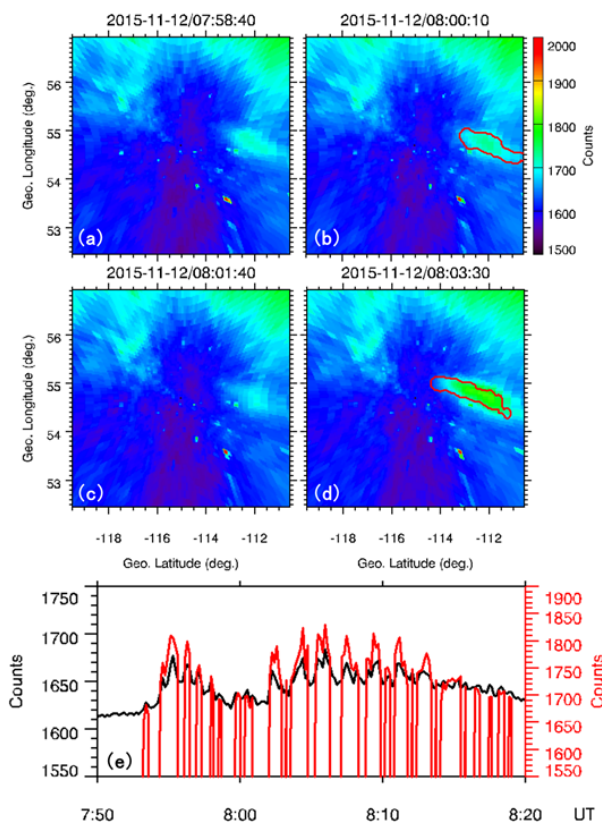 2015-11-12/07:58:40 2015-11-12/08:00:10
56
55
54
53
Geo. Longitude (deg.)
(a) (b)
2000
1900
1800
1700
1600
1500
Counts
2015-11-12/08:01:40 2015-11-12/08:03:30
56
55
54
53
Geo. Longitude (deg.)
(c) (d)
-118 -116 -114 -112 -118 -116 -114 -112
Geo. Latitude (deg.) Geo. Latitude (deg.)
1750
1700
1650
1600
1550
Counts
(e)
1900
1850
1800
1750
1700
1650
1600
1550
Counts
7:50 8:00 8:10 8:20 UT